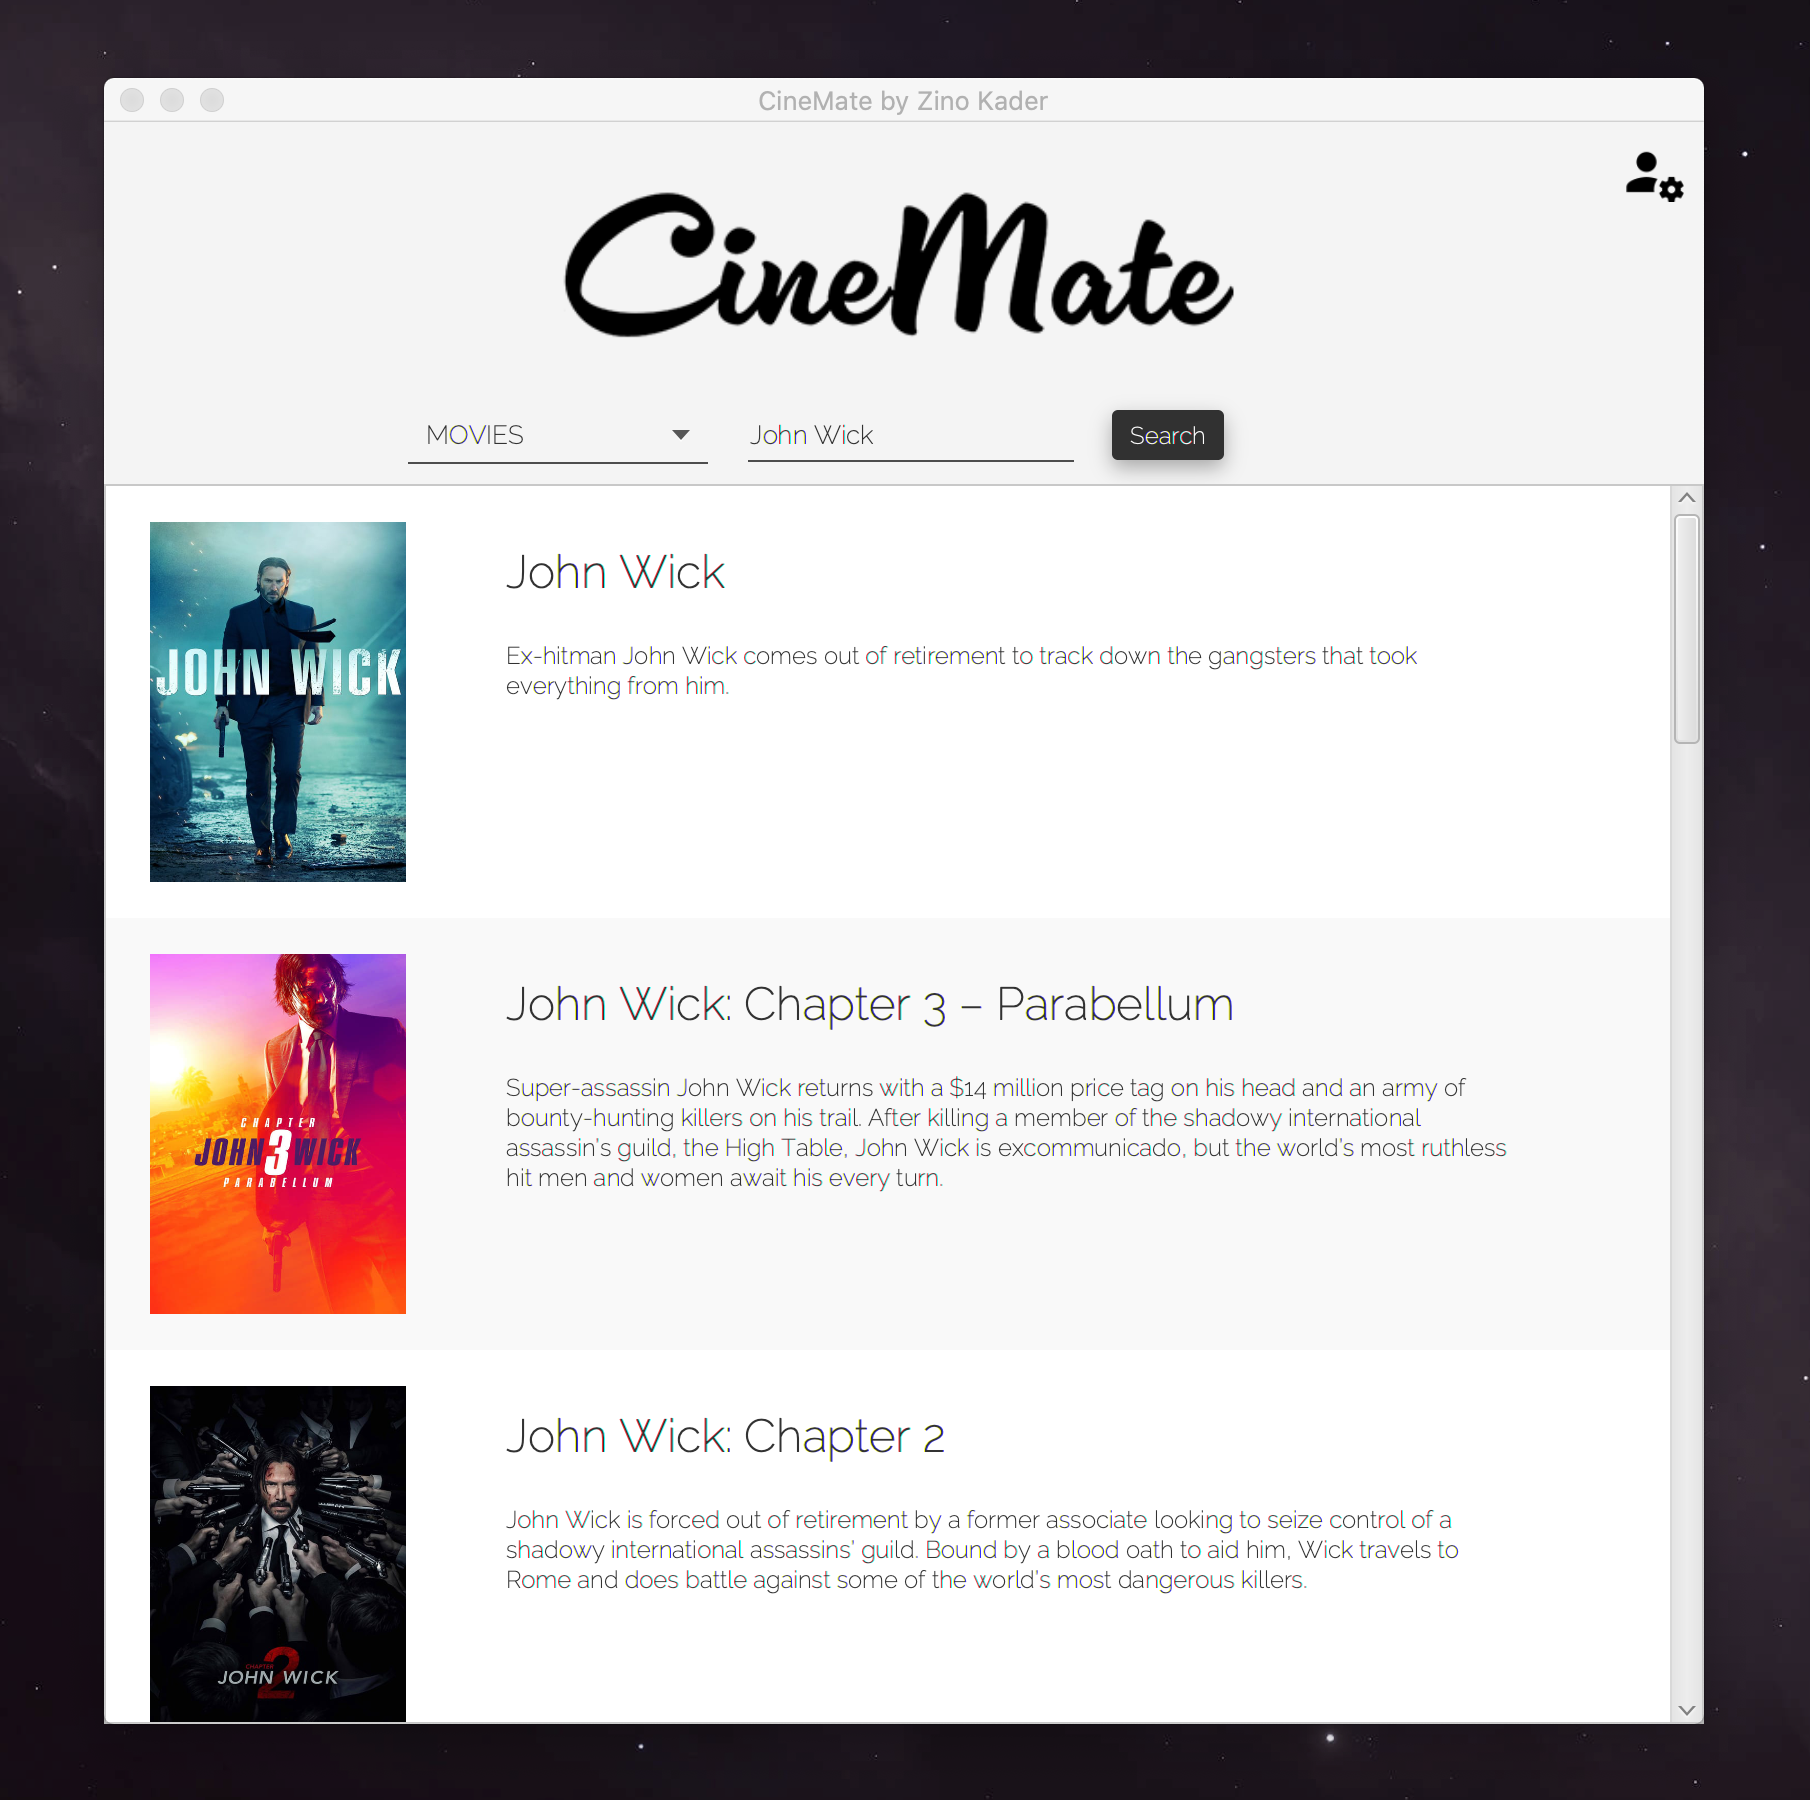 CineMate by Zino Kader
CineMate
MOVIES
John Wick
Search
JOHN WICK
John Wick
Ex-hitman John Wick comes out of retirement to track down the gangsters that took
everything from him.
CHAPTER
JOHN 3 WICK
PARABELLUM
John Wick: Chapter 3 – Parabellum
Super-assassin John Wick returns with a $14 million price tag on his head and an army of
bounty-hunting killers on his trail. After killing a member of the shadowy international
assassin's guild, the High Table, John Wick is excommunicado, but the world's most ruthless
hit men and women await his every turn.
CHAPTER
2
JOHN WICK
John Wick: Chapter 2
John Wick is forced out of retirement by a former associate looking to seize control of a
shadowy international assassins' guild. Bound by a blood oath to aid him, Wick travels to
Rome and does battle against some of the world's most dangerous killers.